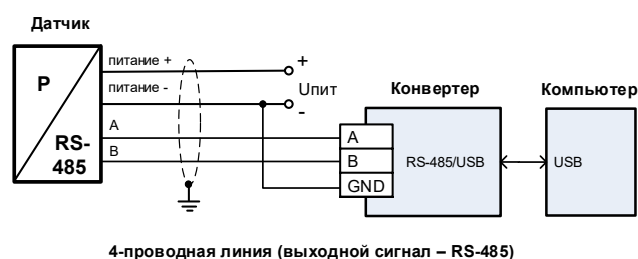 Датчик
питание +
+
P
питание -
Uпит
-
Конвертер
Компьютер
A
A
RS-
485
B
B
RS-485/USB
USB
GND
4-проводная линия (выходной сигнал – RS-485)